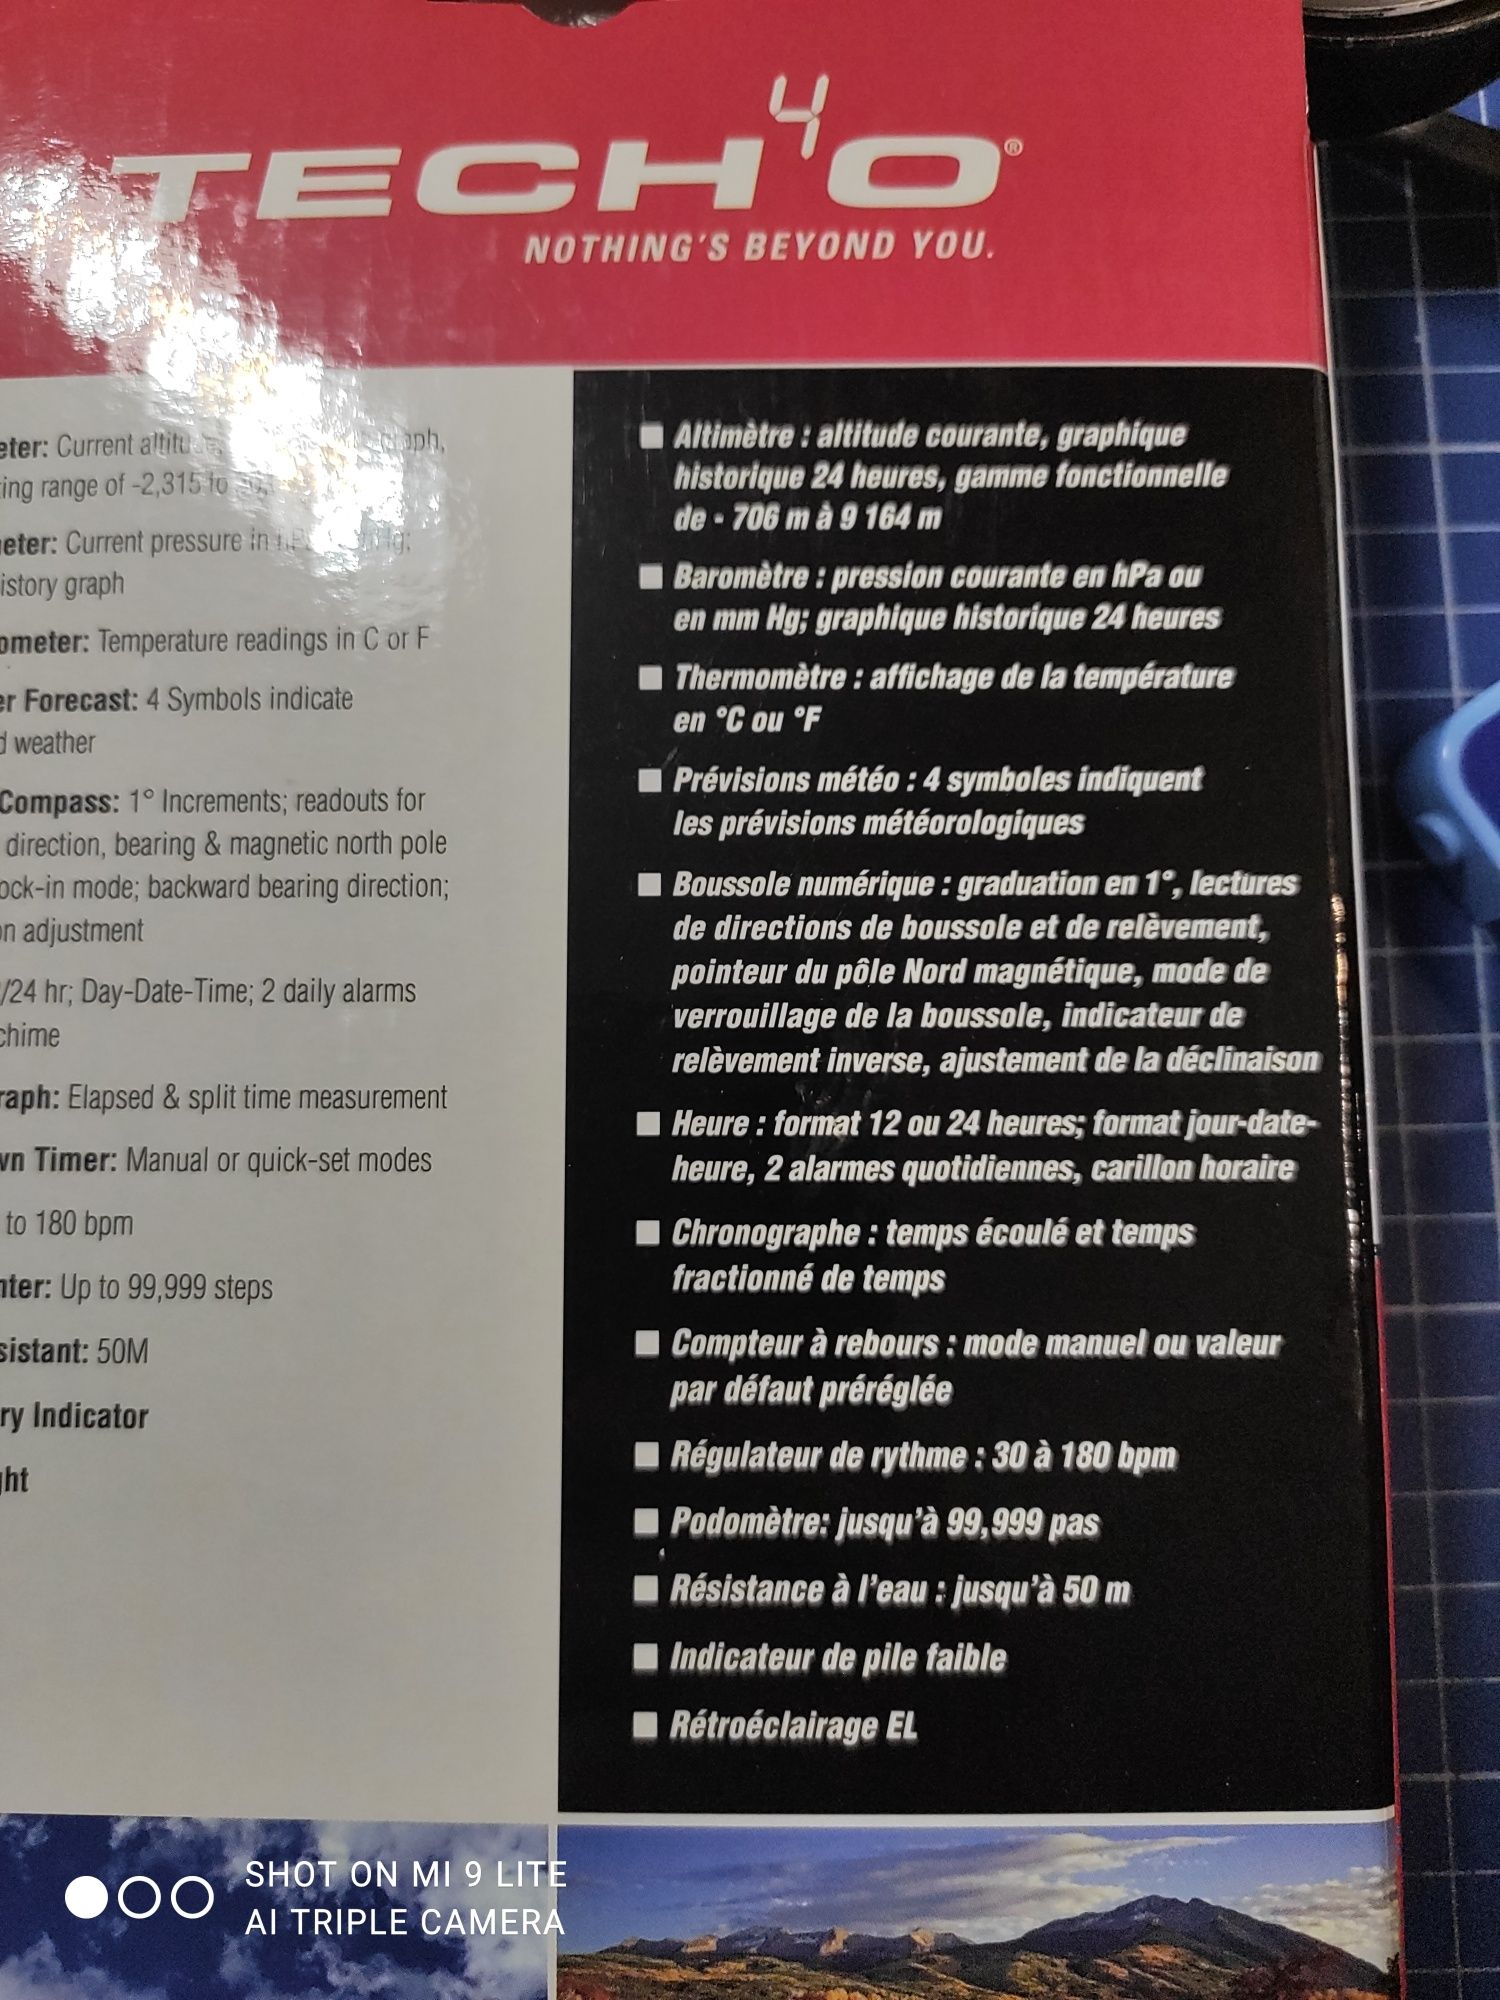 TECH4O®
NOTHING'S BEYOND YOU.
eter: Current altitu
ing range of -2,315 to
eter: Current pressure in
istory graph
ometer: Temperature readings in C or F
er Forecast: 4 Symbols indicate
d weather
Compass: 1° Increments; readouts for
direction, bearing & magnetic north pole
ock-in mode; backward bearing direction;
on adjustment
/24 hr; Day-Date-Time; 2 daily alarms
chime
raph: Elapsed & split time measurement
wn Timer: Manual or quick-set modes
to 180 bpm
nter: Up to 99,999 steps
sistant: 50M
ry Indicator
ght
■ Altimètre : altitude courante, graphique
historique 24 heures, gamme fonctionnelle
de - 706 m à 9 164 m
■ Baromètre : pression courante en hPa ou
en mm Hg; graphique historique 24 heures
■ Thermomètre : affichage de la température
en °C ou °F
■ Prévisions météo : 4 symboles indiquent
les prévisions météorologiques
■ Boussole numérique : graduation en 1°, lectures
de directions de boussole et de relèvement,
pointeur du pôle Nord magnétique, mode de
verrouillage de la boussole, indicateur de
relèvement inverse, ajustement de la déclinaison
■ Heure : format 12 ou 24 heures; format jour-date-
heure, 2 alarmes quotidiennes, carillon horaire
■ Chronographe : temps écoulé et temps
fractionné de temps
■ Compteur à rebours : mode manuel ou valeur
par défaut préréglée
■ Régulateur de rythme : 30 à 180 bpm
■ Podomètre: jusqu'à 99,999 pas
■ Résistance à l'eau : jusqu'à 50 m
■ Indicateur de pile faible
■ Rétroéclairage EL
SHOT ON MI 9 LITE
AI TRIPLE CAMERA